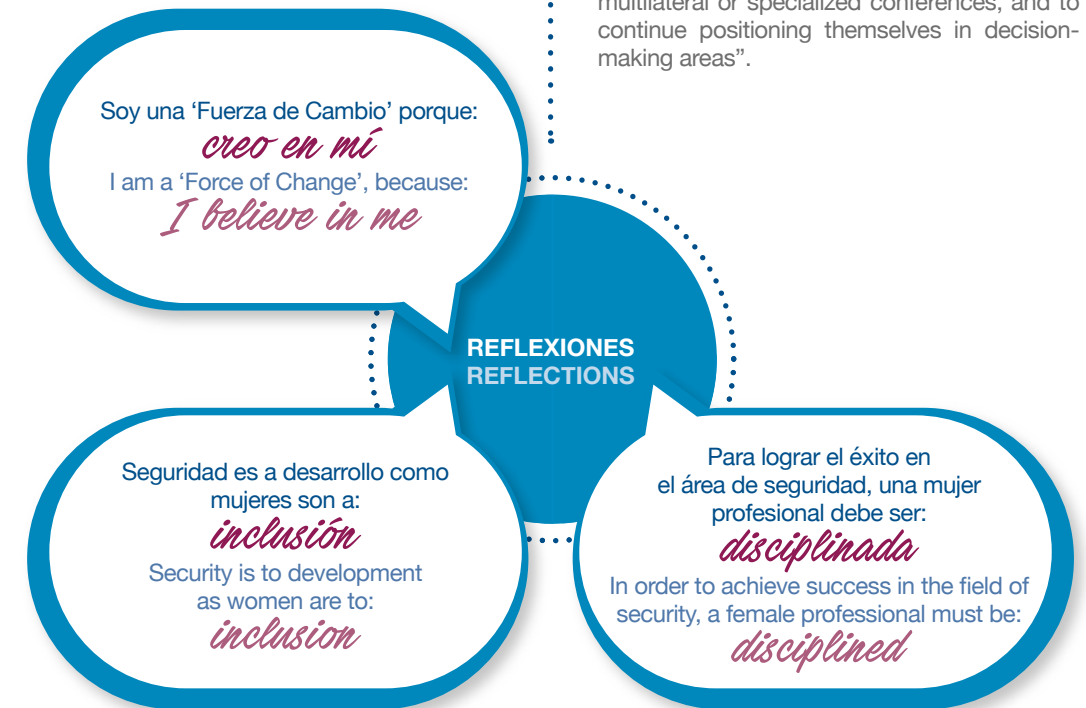 multilateral or specialized conferences, and to
continue positioning themselves in decision-
making areas”.
Soy una ‘Fuerza de Cambio’ porque:
creo en mí
I am a ‘Force of Change’, because:
I believe in me
REFLEXIONES
REFLECTIONS
Seguridad es a desarrollo como
mujeres son a:
inclusión
Security is to development
as women are to:
inclusion
Para lograr el éxito en
el área de seguridad, una mujer
profesional debe ser:
disciplinada
In order to achieve success in the field of
security, a female professional must be:
disciplined